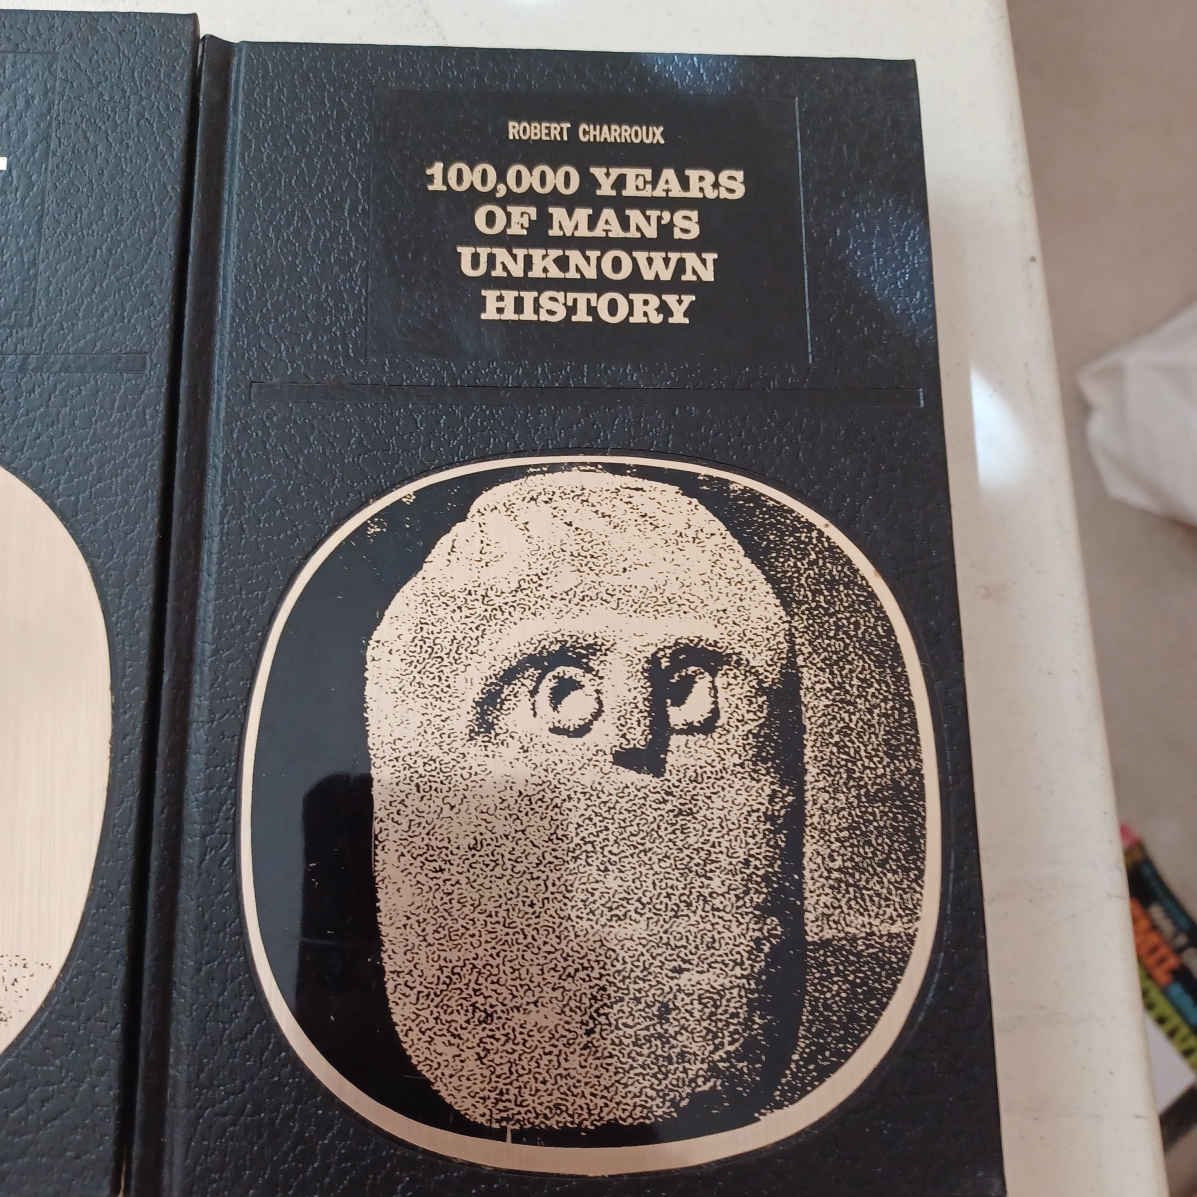 ROBERT CHARROUX
100,000 YEARS
OF MAN'S
UNKNOWN
HISTORY